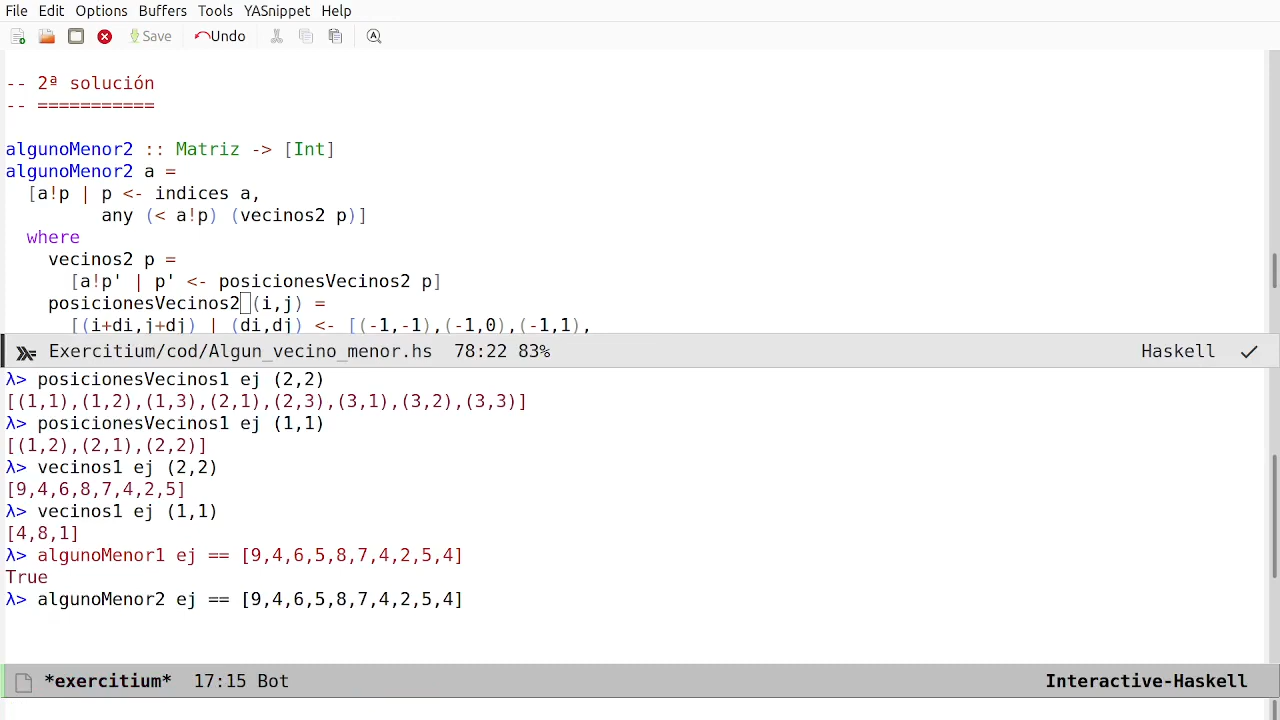 File Edit Options Buffers Tools YASnippet Help
Save Undo
-- 2ª solución
-- ===========
algunoMenor2 :: Matriz -> [Int]
algunoMenor2 a =
  [a!p | p <- indices a,
         any (< a!p) (vecinos2 p)]
  where
    vecinos2 p =
      [a!p' | p' <- posicionesVecinos2 p]
    posicionesVecinos2 (i,j) =
      [(i+di,j+dj) | (di,dj) <- [(-1,-1),(-1,0),(-1,1),
Exercitium/cod/Algun_vecino_menor.hs 78:22 83% Haskell
λ> posicionesVecinos1 ej (2,2)
[(1,1),(1,2),(1,3),(2,1),(2,3),(3,1),(3,2),(3,3)]
λ> posicionesVecinos1 ej (1,1)
[(1,2),(2,1),(2,2)]
λ> vecinos1 ej (2,2)
[9,4,6,8,7,4,2,5]
λ> vecinos1 ej (1,1)
[4,8,1]
λ> algunoMenor1 ej == [9,4,6,5,8,7,4,2,5,4]
True
λ> algunoMenor2 ej == [9,4,6,5,8,7,4,2,5,4]
*exercitium* 17:15 Bot Interactive-Haskell